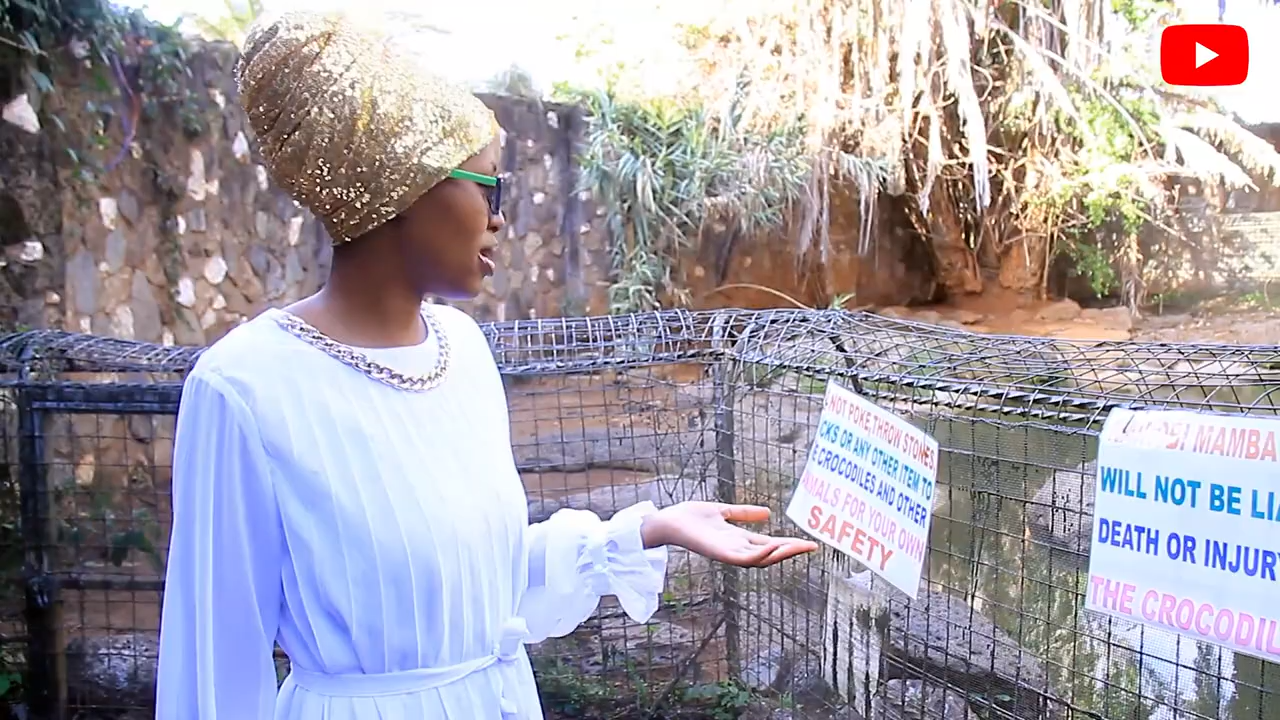 NOT POKE, THROW STONES,
CKS OR ANY OTHER ITEM TO
E CROCODILES AND OTHER
MALS FOR YOUR OWN
SAFETY
MAMBA
WILL NOT BE LIA
DEATH OR INJURY
THE CROCODIL